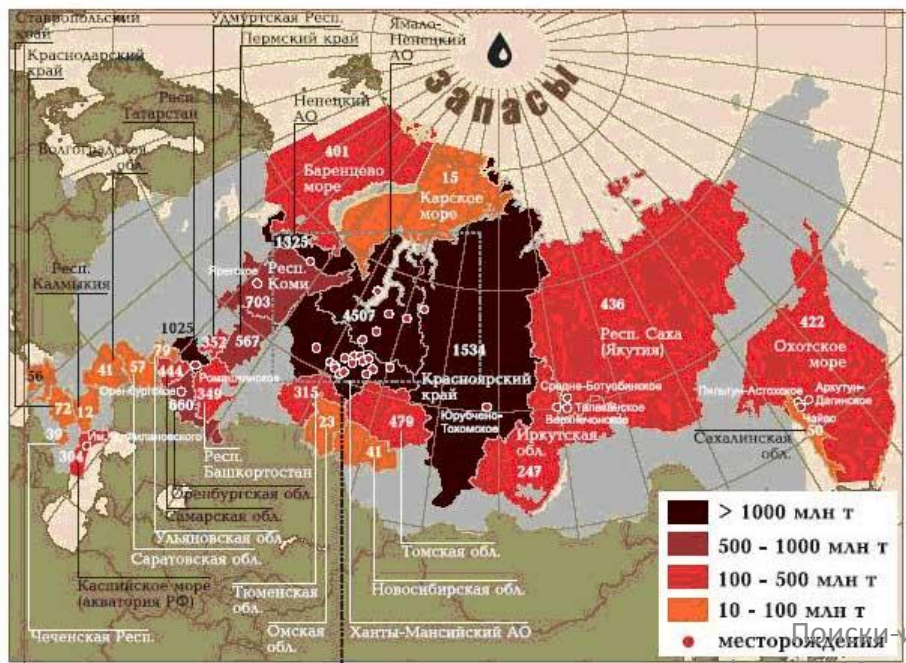 Ставропольский
край
Удмуртская Респ.
Ямало-
Ненецкий
АО
Пермский край
Краснодарский
край
ЗАПАСЫ
Респ.
Татарстан
Ненецкий
АО
Волгоградская
обл.
401
Баренцево
море
15
Карское
море
1325
Респ.
Коми
Ярегское
703
Респ.
Калмыкия
4507
436
Респ. Саха
(Якутия)
422
Охотское
море
1025
352
567
1534
79
41
57
444
Ромашкинское
56
Оренбургское
349
315
Красноярский
край
Средне-Ботуобинское
Пильтун-Астохское
Аркутун-
Дагинское
72
12
660
23
479
Юрубчено-
Тохомское
Талаканское
Верхнечонское
Чайво
50
39
Им. Ю. Филановского
304
41
Иркутская
обл.
247
Сахалинская
обл.
Респ.
Башкортостан
Оренбургская обл.
Самарская обл.
Ульяновская обл.
Саратовская обл.
Каспийское море
(акватория РФ)
Чеченская Респ.
Тюменская
обл.
Омская
обл.
Томская обл.
Новосибирская обл.
Ханты-Мансийский АО
> 1000 млн т
500 - 1000 млн т
100 - 500 млн т
10 - 100 млн т
месторождения
Поиски-